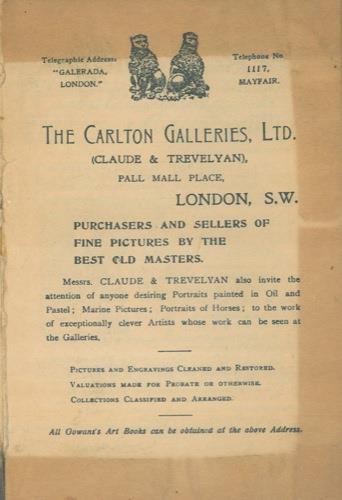 Telegraphic Address:
"GALERADA,
LONDON."
Telephone No.
1117,
MAYFAIR.
THE CARLTON GALLERIES, LTD.
(CLAUDE & TREVELYAN),
PALL MALL PLACE,
LONDON, S.W.
PURCHASERS AND SELLERS OF
FINE PICTURES BY THE
BEST OLD MASTERS.
Messrs. CLAUDE & TREVELYAN also invite the
attention of anyone desiring Portraits painted in Oil and
Pastel; Marine Pictures; Portraits of Horses; to the work
of exceptionally clever Artists whose work can be seen at
the Galleries.
PICTURES AND ENGRAVINGS CLEANED AND RESTORED.
VALUATIONS MADE FOR PROBATE OR OTHERWISE.
COLLECTIONS CLASSIFIED AND ARRANGED.
All Gowans's Art Books can be obtained at the above Address.